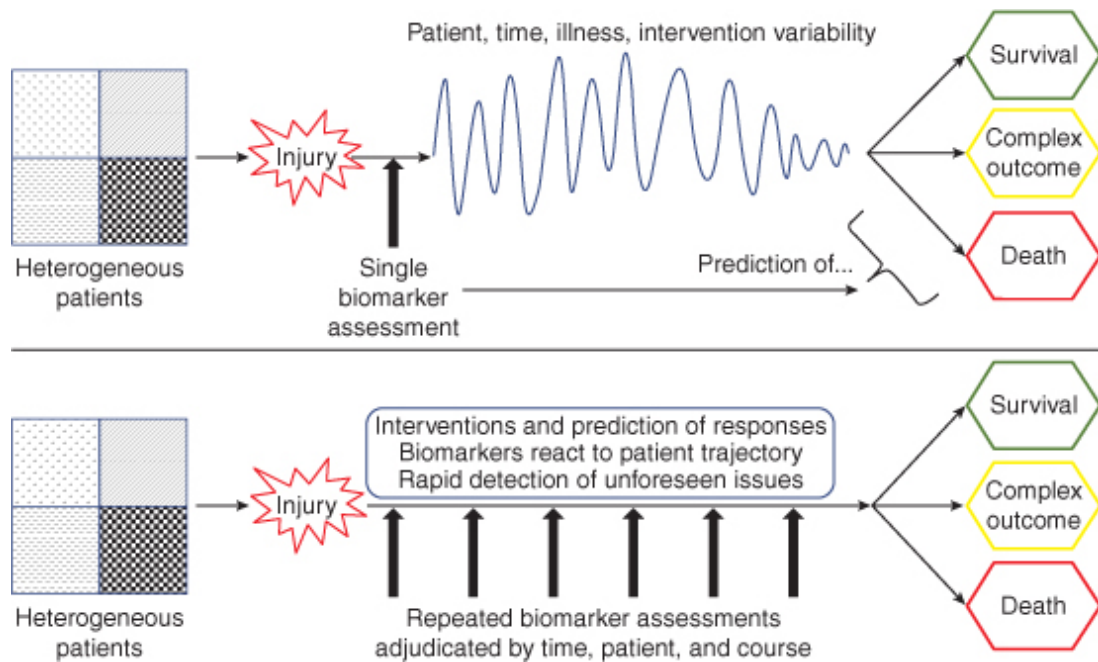 Patient, time, illness, intervention variability
Survival
Injury
Complex
outcome
Heterogeneous
patients
Single
biomarker
assessment
Prediction of...
Death
Interventions and prediction of responses
Biomarkers react to patient trajectory
Rapid detection of unforeseen issues
Survival
Injury
Complex
outcome
Heterogeneous
patients
Repeated biomarker assessments
adjudicated by time, patient, and course
Death